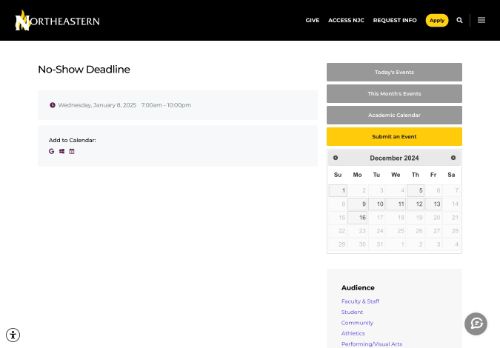 NORTHEASTERN
GIVE ACCESS NJC REQUEST INFO Apply
No-Show Deadline
Wednesday, January 8, 2025 7:00am - 10:00pm
Add to Calendar:
Today's Events
This Month's Events
Academic Calendar
Submit an Event
December 2024
Su Mo Tu We Th Fr Sa
1 2 3 4 5 6 7
8 9 10 11 12 13 14
15 16 17 18 19 20 21
22 23 24 25 26 27 28
29 30 31 1 2 3 4
Audience
Faculty & Staff
Student
Community
Athletics
Performing/Visual Arts